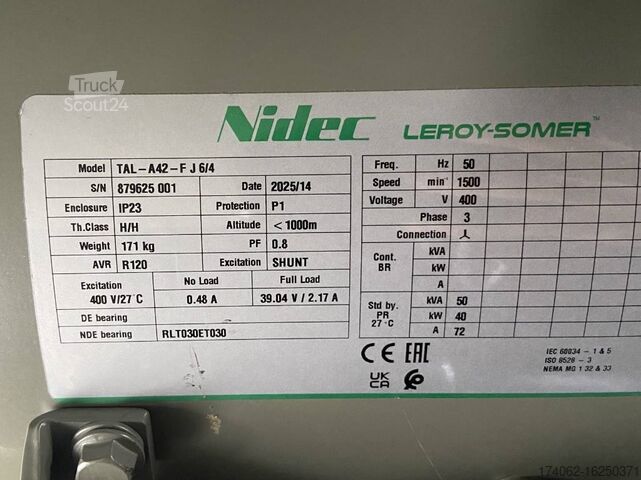 Truck
Scout24
Nidec LEROY-SOMER™
Model TAL-A42-F J 6/4
S/N 879625 001 Date 2025/14
Enclosure IP23 Protection P1
Th.Class H/H Altitude < 1000m
Weight 171 kg PF 0.8
AVR R120 Excitation SHUNT
Excitation No Load Full Load
400 V/27°C 0.48 A 39.04 V / 2.17 A
DE bearing
NDE bearing RLT030ET030
Freq. Hz 50
Speed min⁻¹ 1500
Voltage V 400
Phase 3
Connection
Cont. BR kVA
kW
A
Std by. PR 27°C kVA 50
kW 40
A 72
CE EAC
UKCA
IEC 60034 - 1 & 5
ISO 8528 - 3
NEMA MG 1 32 & 33
174062-16250371